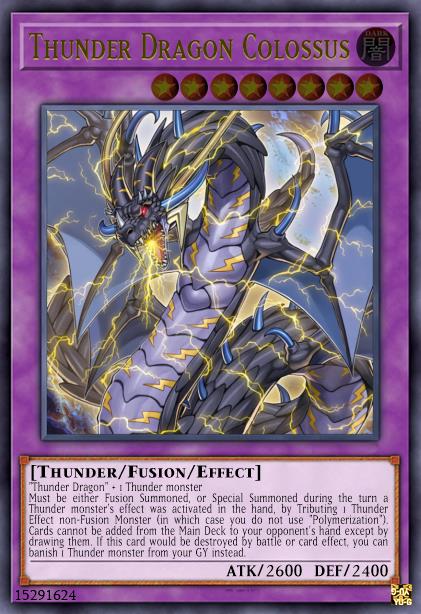 THUNDER DRAGON COLOSSUS
DARK
闇
[THUNDER/FUSION/EFFECT]
"Thunder Dragon" + 1 Thunder monster
Must be either Fusion Summoned, or Special Summoned during the turn a
Thunder monster's effect was activated in the hand, by Tributing 1 Thunder
Effect non-Fusion Monster (in which case you do not use "Polymerization").
Cards cannot be added from the Main Deck to your opponent's hand except by
drawing them. If this card would be destroyed by battle or card effect, you can
banish 1 Thunder monster from your GY instead.
ATK/2600 DEF/2400
15291624